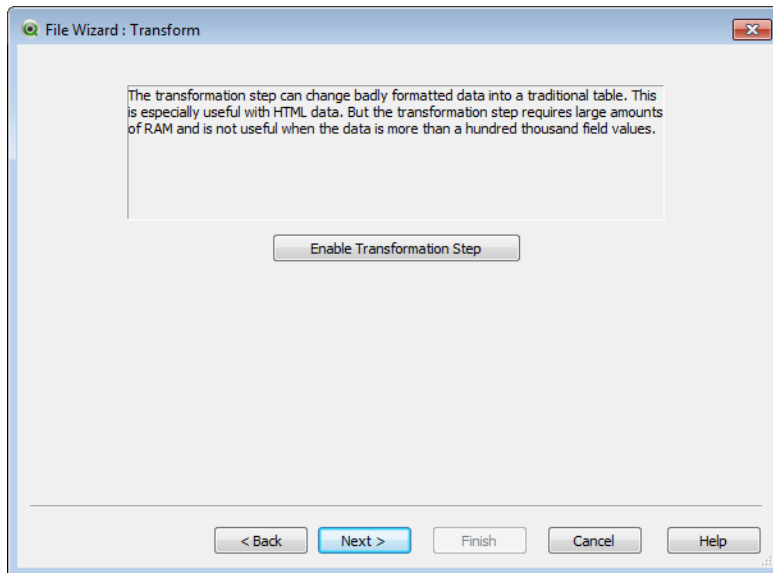 File Wizard : Transform
The transformation step can change badly formatted data into a traditional table. This
is especially useful with HTML data. But the transformation step requires large amounts
of RAM and is not useful when the data is more than a hundred thousand field values.
Enable Transformation Step
< Back Next > Finish Cancel Help